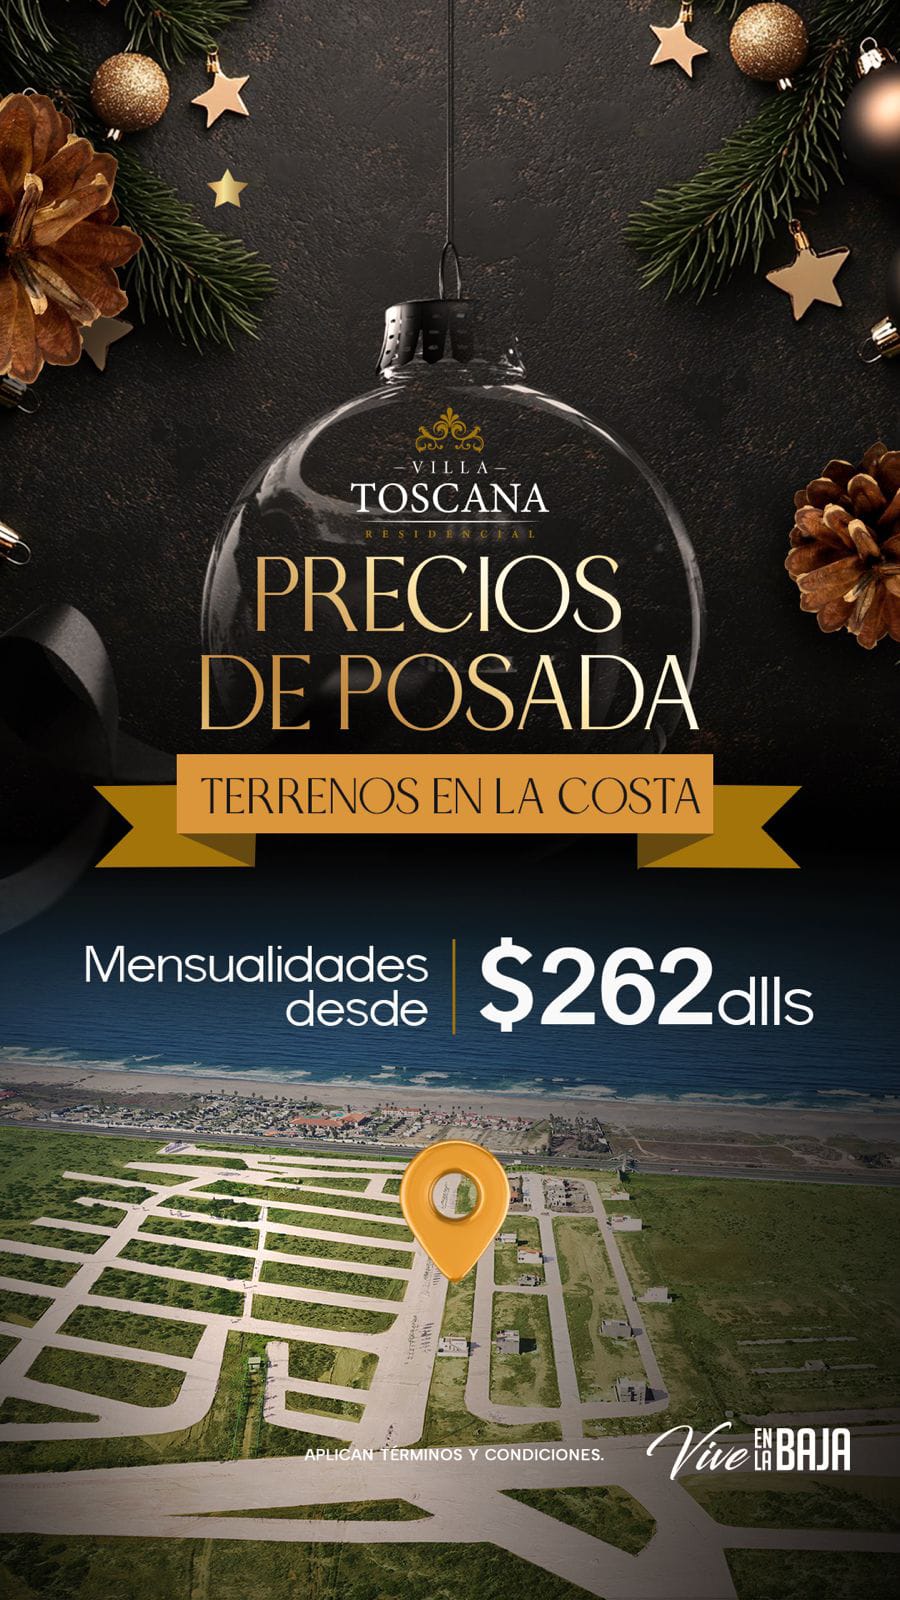 VILLA
TOSCANA
RESIDENCIAL
PRECIOS
DE POSADA
TERRENOS EN LA COSTA
Mensualidades
desde
$262dlls
APLICAN TÉRMINOS Y CONDICIONES.
Vive EN LA BAJA